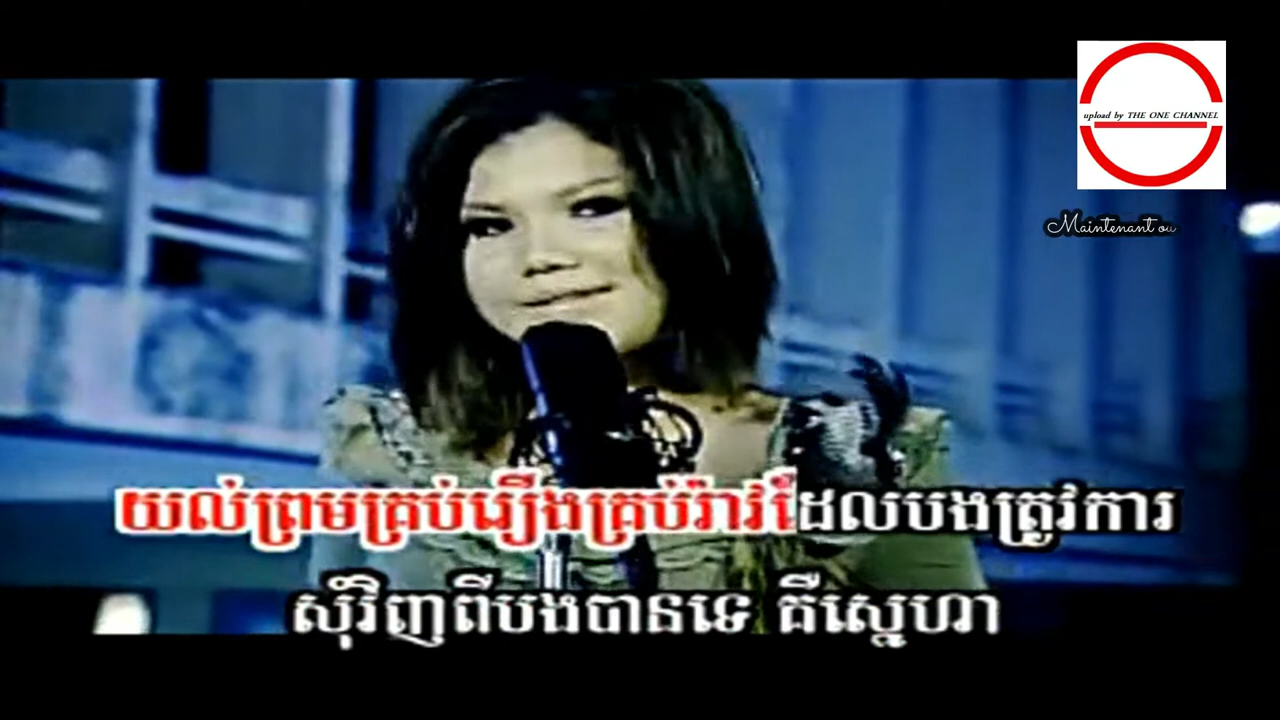 upload by THE ONE CHANNEL
Maintenant ou
យល់ព្រមគ្រប់រឿងគ្រប់រ៉ាវដែលបងត្រូវការ
សុំវិញពីបងបានទេ គឺស្នេហា